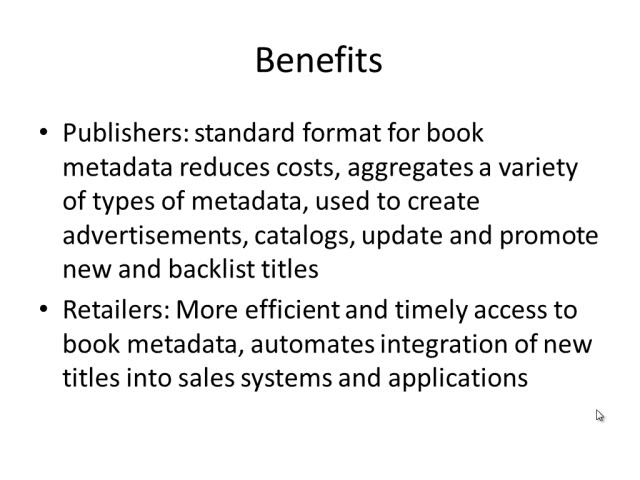 Benefits
• Publishers: standard format for book
metadata reduces costs, aggregates a variety
of types of metadata, used to create
advertisements, catalogs, update and promote
new and backlist titles
• Retailers: More efficient and timely access to
book metadata, automates integration of new
titles into sales systems and applications